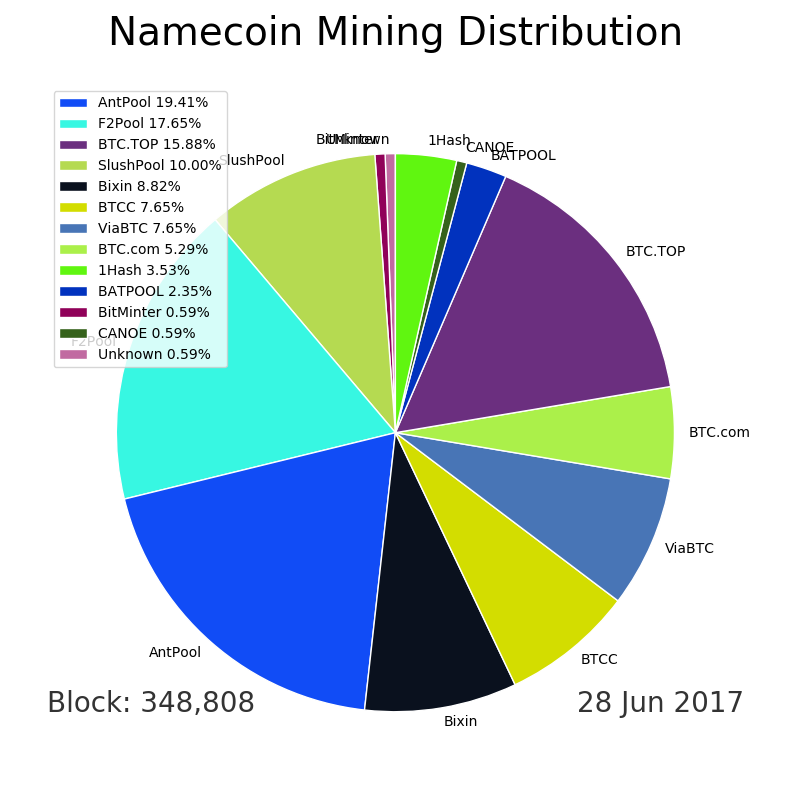 Namecoin Mining Distribution
AntPool 19.41%
F2Pool 17.65%
BTC.TOP 15.88%
SlushPool 10.00%
Bixin 8.82%
BTCC 7.65%
ViaBTC 7.65%
BTC.com 5.29%
1Hash 3.53%
BATPOOL 2.35%
BitMinter 0.59%
CANOE 0.59%
Unknown 0.59%
BitMinter
Unknown
1Hash
CANOE
BATPOOL
SlushPool
BTC.TOP
F2Pool
BTC.com
ViaBTC
AntPool
BTCC
Bixin
Block: 348,808
28 Jun 2017